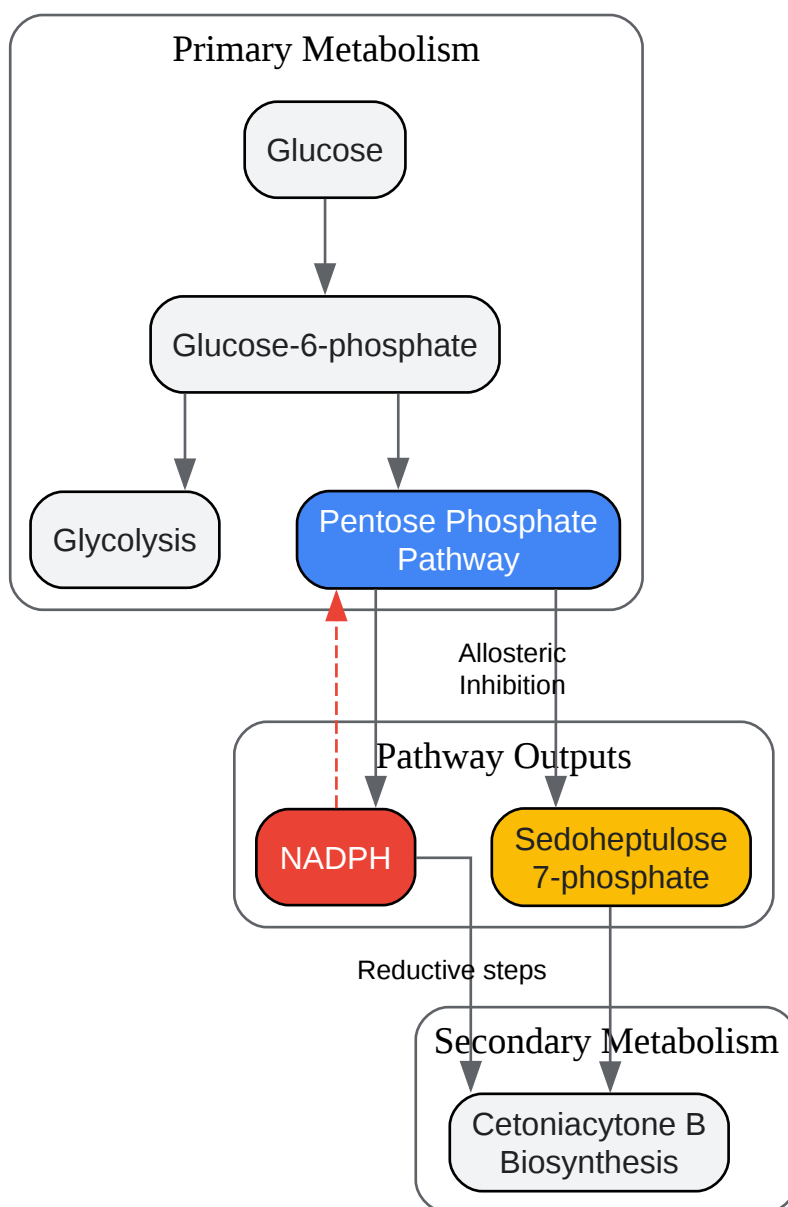 Primary Metabolism
Glucose
Glucose-6-phosphate
Glycolysis
Pentose Phosphate
Pathway
Allosteric
Inhibition
Pathway Outputs
NADPH
Sedoheptulose
7-phosphate
Reductive steps
Secondary Metabolism
Cetoniacytone B
Biosynthesis